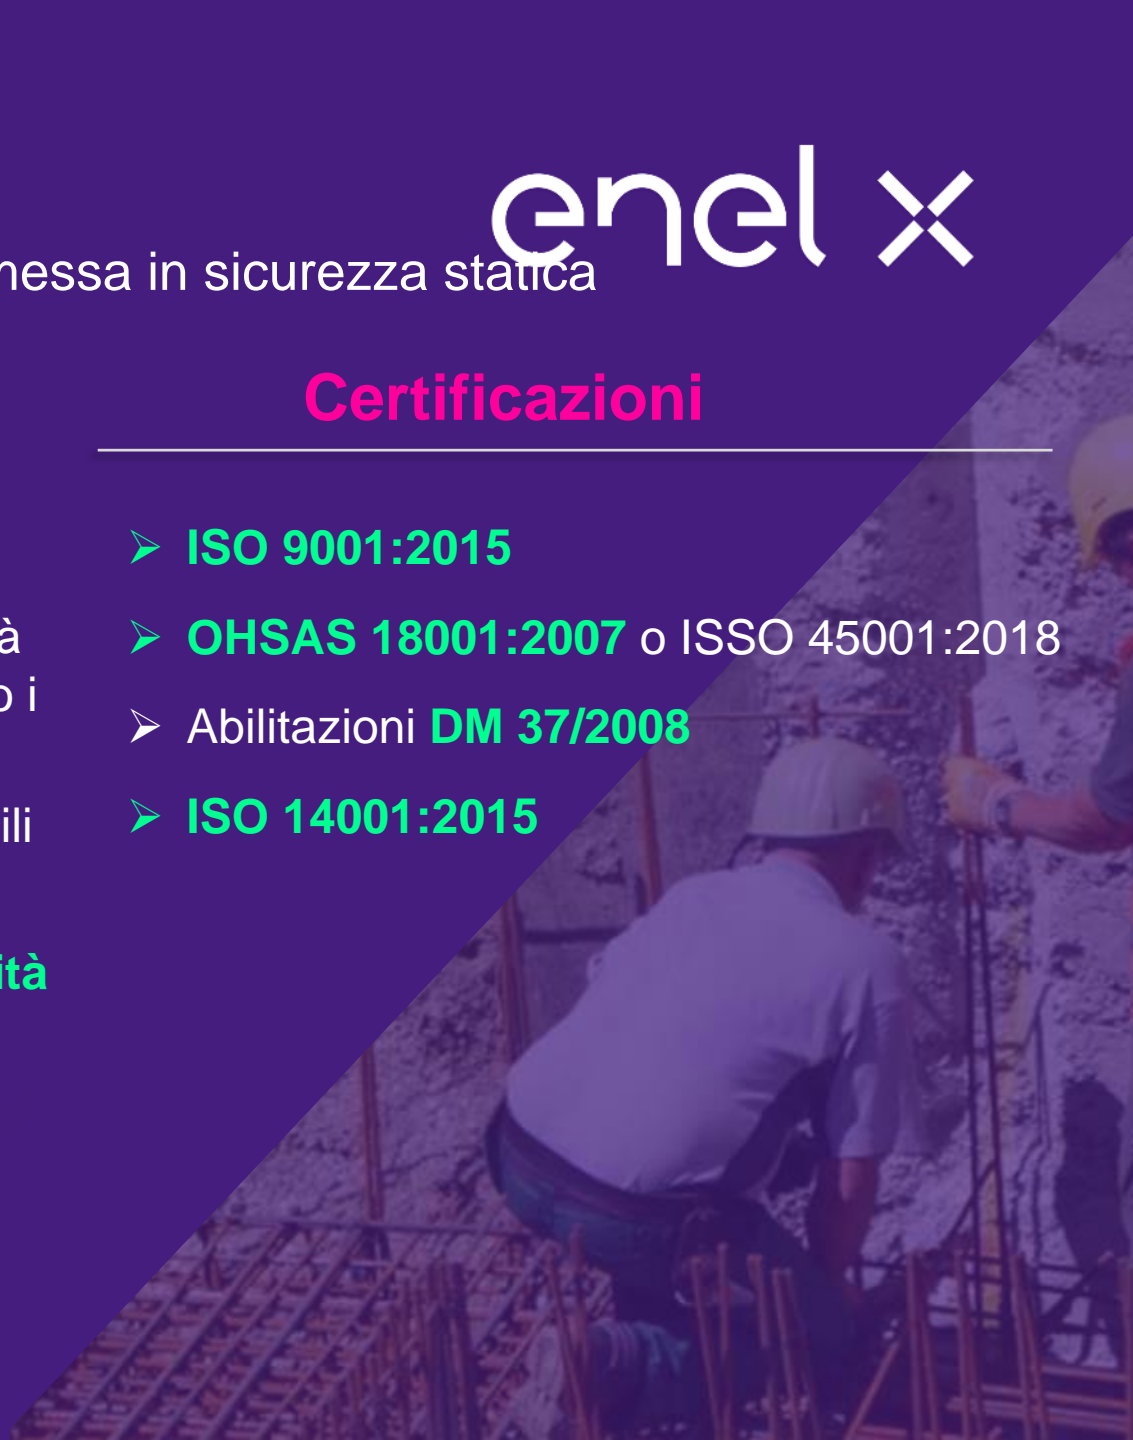 enel x
messa in sicurezza statica
Certificazioni
ISO 9001:2015
OHSAS 18001:2007 o ISSO 45001:2018
Abilitazioni DM 37/2008
ISO 14001:2015
à
o i
ili
ità